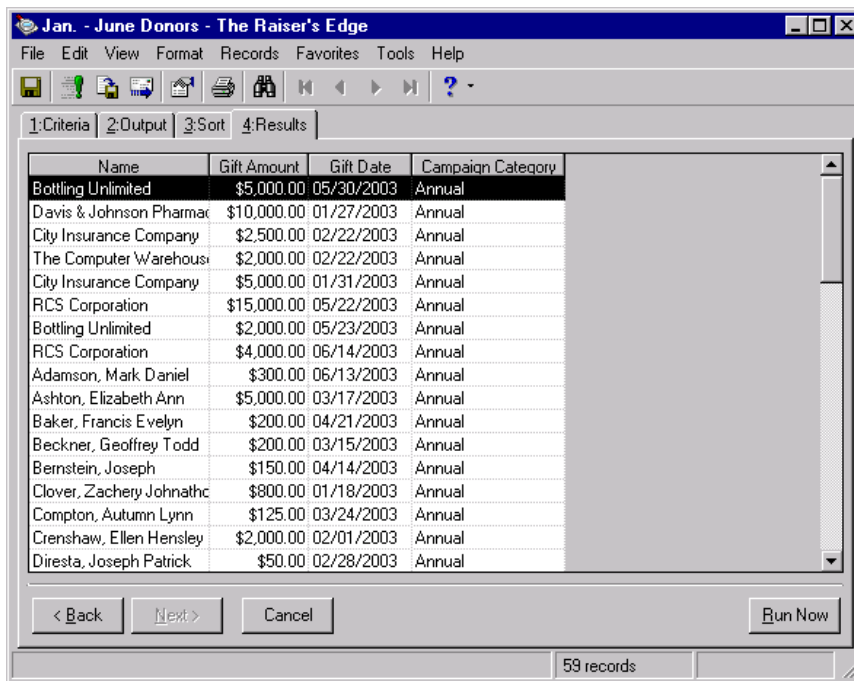 Jan. - June Donors - The Raiser's Edge
File Edit View Format Records Favorites Tools Help
?
1:Criteria 2:Output 3:Sort 4:Results
Name Gift Amount Gift Date Campaign Category
Bottling Unlimited $5,000.00 05/30/2003 Annual
Davis & Johnson Pharmac $10,000.00 01/27/2003 Annual
City Insurance Company $2,500.00 02/22/2003 Annual
The Computer Warehouse $2,000.00 02/22/2003 Annual
City Insurance Company $5,000.00 01/31/2003 Annual
RCS Corporation $15,000.00 05/22/2003 Annual
Bottling Unlimited $2,000.00 05/23/2003 Annual
RCS Corporation $4,000.00 06/14/2003 Annual
Adamson, Mark Daniel $300.00 06/13/2003 Annual
Ashton, Elizabeth Ann $5,000.00 03/17/2003 Annual
Baker, Francis Evelyn $200.00 04/21/2003 Annual
Beckner, Geoffrey Todd $200.00 03/15/2003 Annual
Bernstein, Joseph $150.00 04/14/2003 Annual
Clover, Zachery Johnatho $800.00 01/18/2003 Annual
Compton, Autumn Lynn $125.00 03/24/2003 Annual
Crenshaw, Ellen Hensley $2,000.00 02/01/2003 Annual
Diresta, Joseph Patrick $50.00 02/28/2003 Annual
< Back Next > Cancel Run Now
59 records